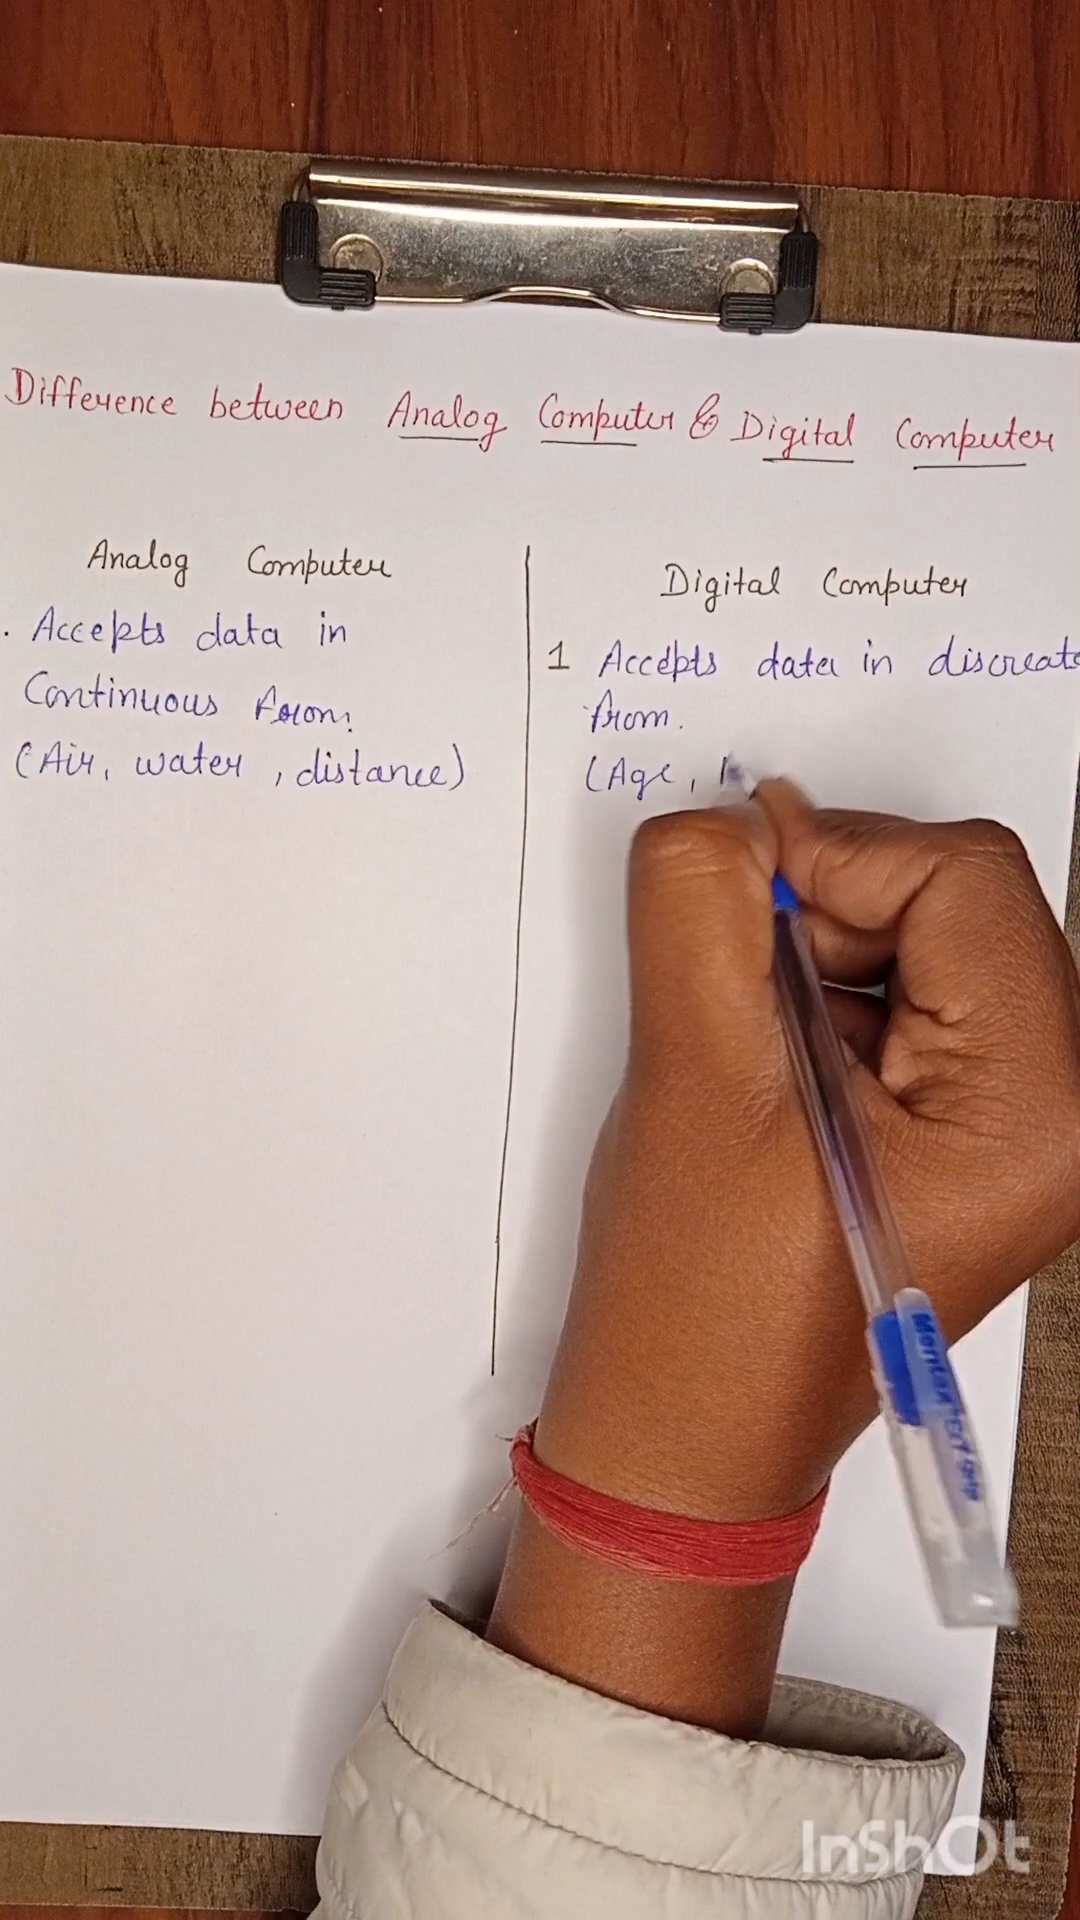 Difference between Analog Computer & Digital Computer
Analog Computer
. Accepts data in
Continuous form.
(Air, water, distance)
Digital Computer
1 Accepts data in discreate
from.
(Age,
InShOt